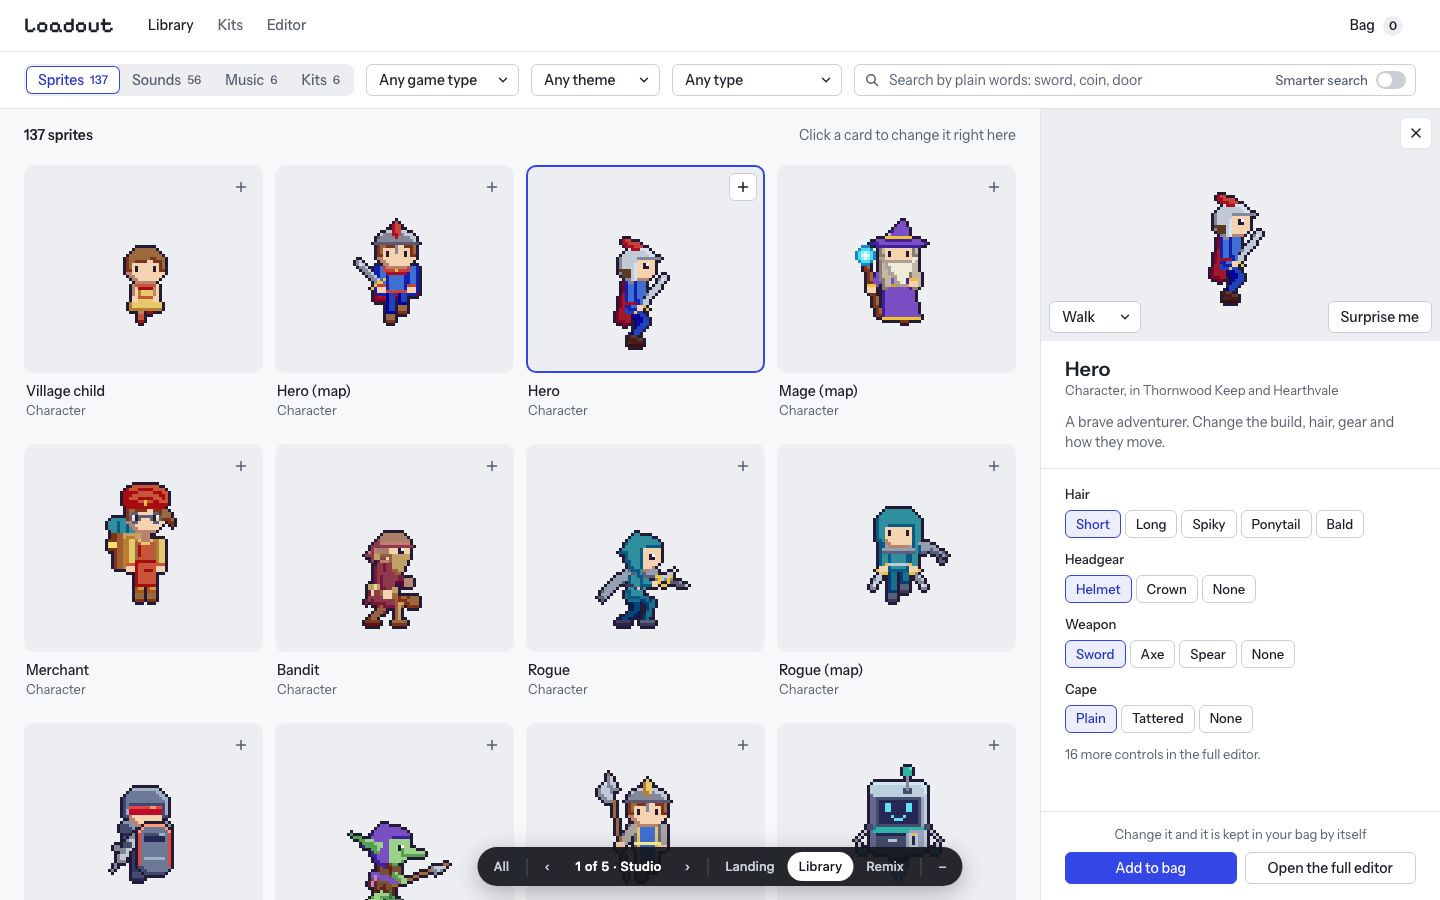 Loadout Library Kits Editor Bag 0
Sprites 137 Sounds 56 Music 6 Kits 6 Any game type Any theme Any type Search by plain words: sword, coin, door Smarter search
137 sprites Click a card to change it right here
Village child
Character
Hero (map)
Character
Hero
Character
Mage (map)
Character
Merchant
Character
Bandit
Character
Rogue
Character
Rogue (map)
Character
Walk Surprise me
Hero
Character, in Thornwood Keep and Hearthvale
A brave adventurer. Change the build, hair, gear and
how they move.
Hair
Short Long Spiky Ponytail Bald
Headgear
Helmet Crown None
Weapon
Sword Axe Spear None
Cape
Plain Tattered None
16 more controls in the full editor.
Change it and it is kept in your bag by itself
Add to bag Open the full editor
All ‹ 1 of 5 · Studio › Landing Library Remix –